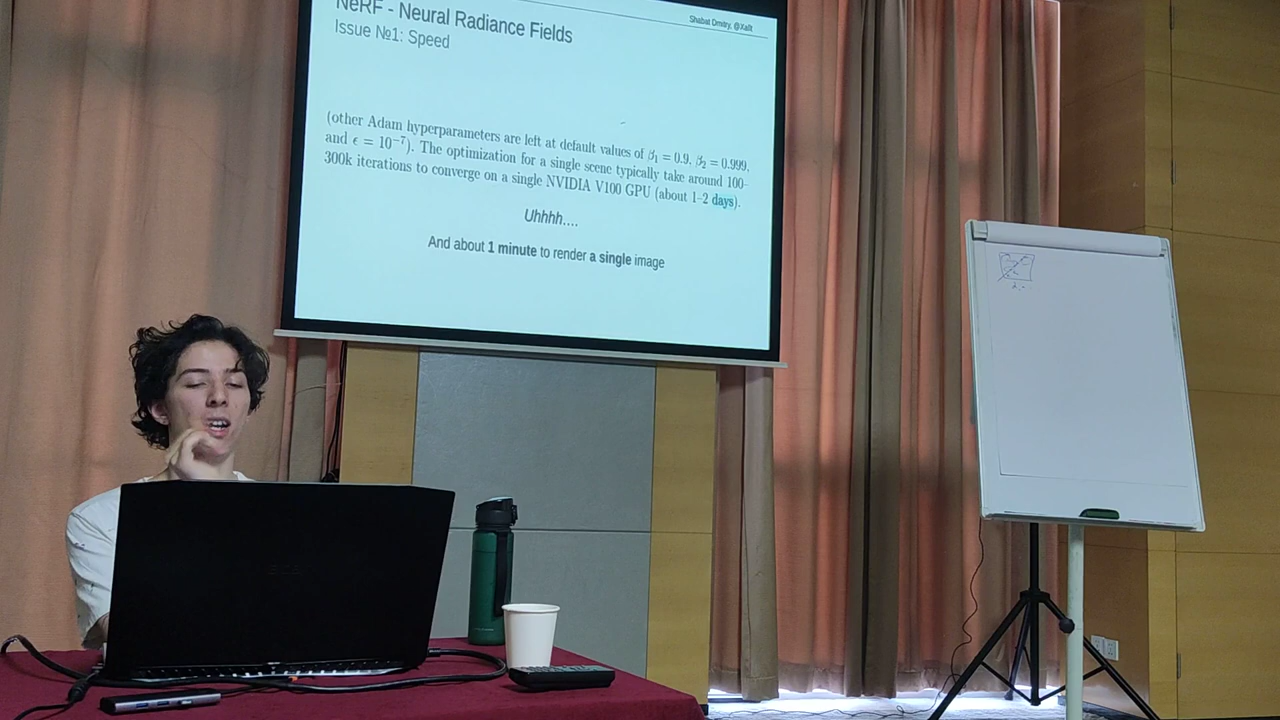 NeRF - Neural Radiance Fields
Shabat Dmitry, @Xallt
Issue №1: Speed
(other Adam hyperparameters are left at default values of β₁ = 0.9, β₂ = 0.999,
and ϵ = 10⁻⁷). The optimization for a single scene typically take around 100–
300k iterations to converge on a single NVIDIA V100 GPU (about 1–2 days).
Uhhhh....
And about 1 minute to render a single image